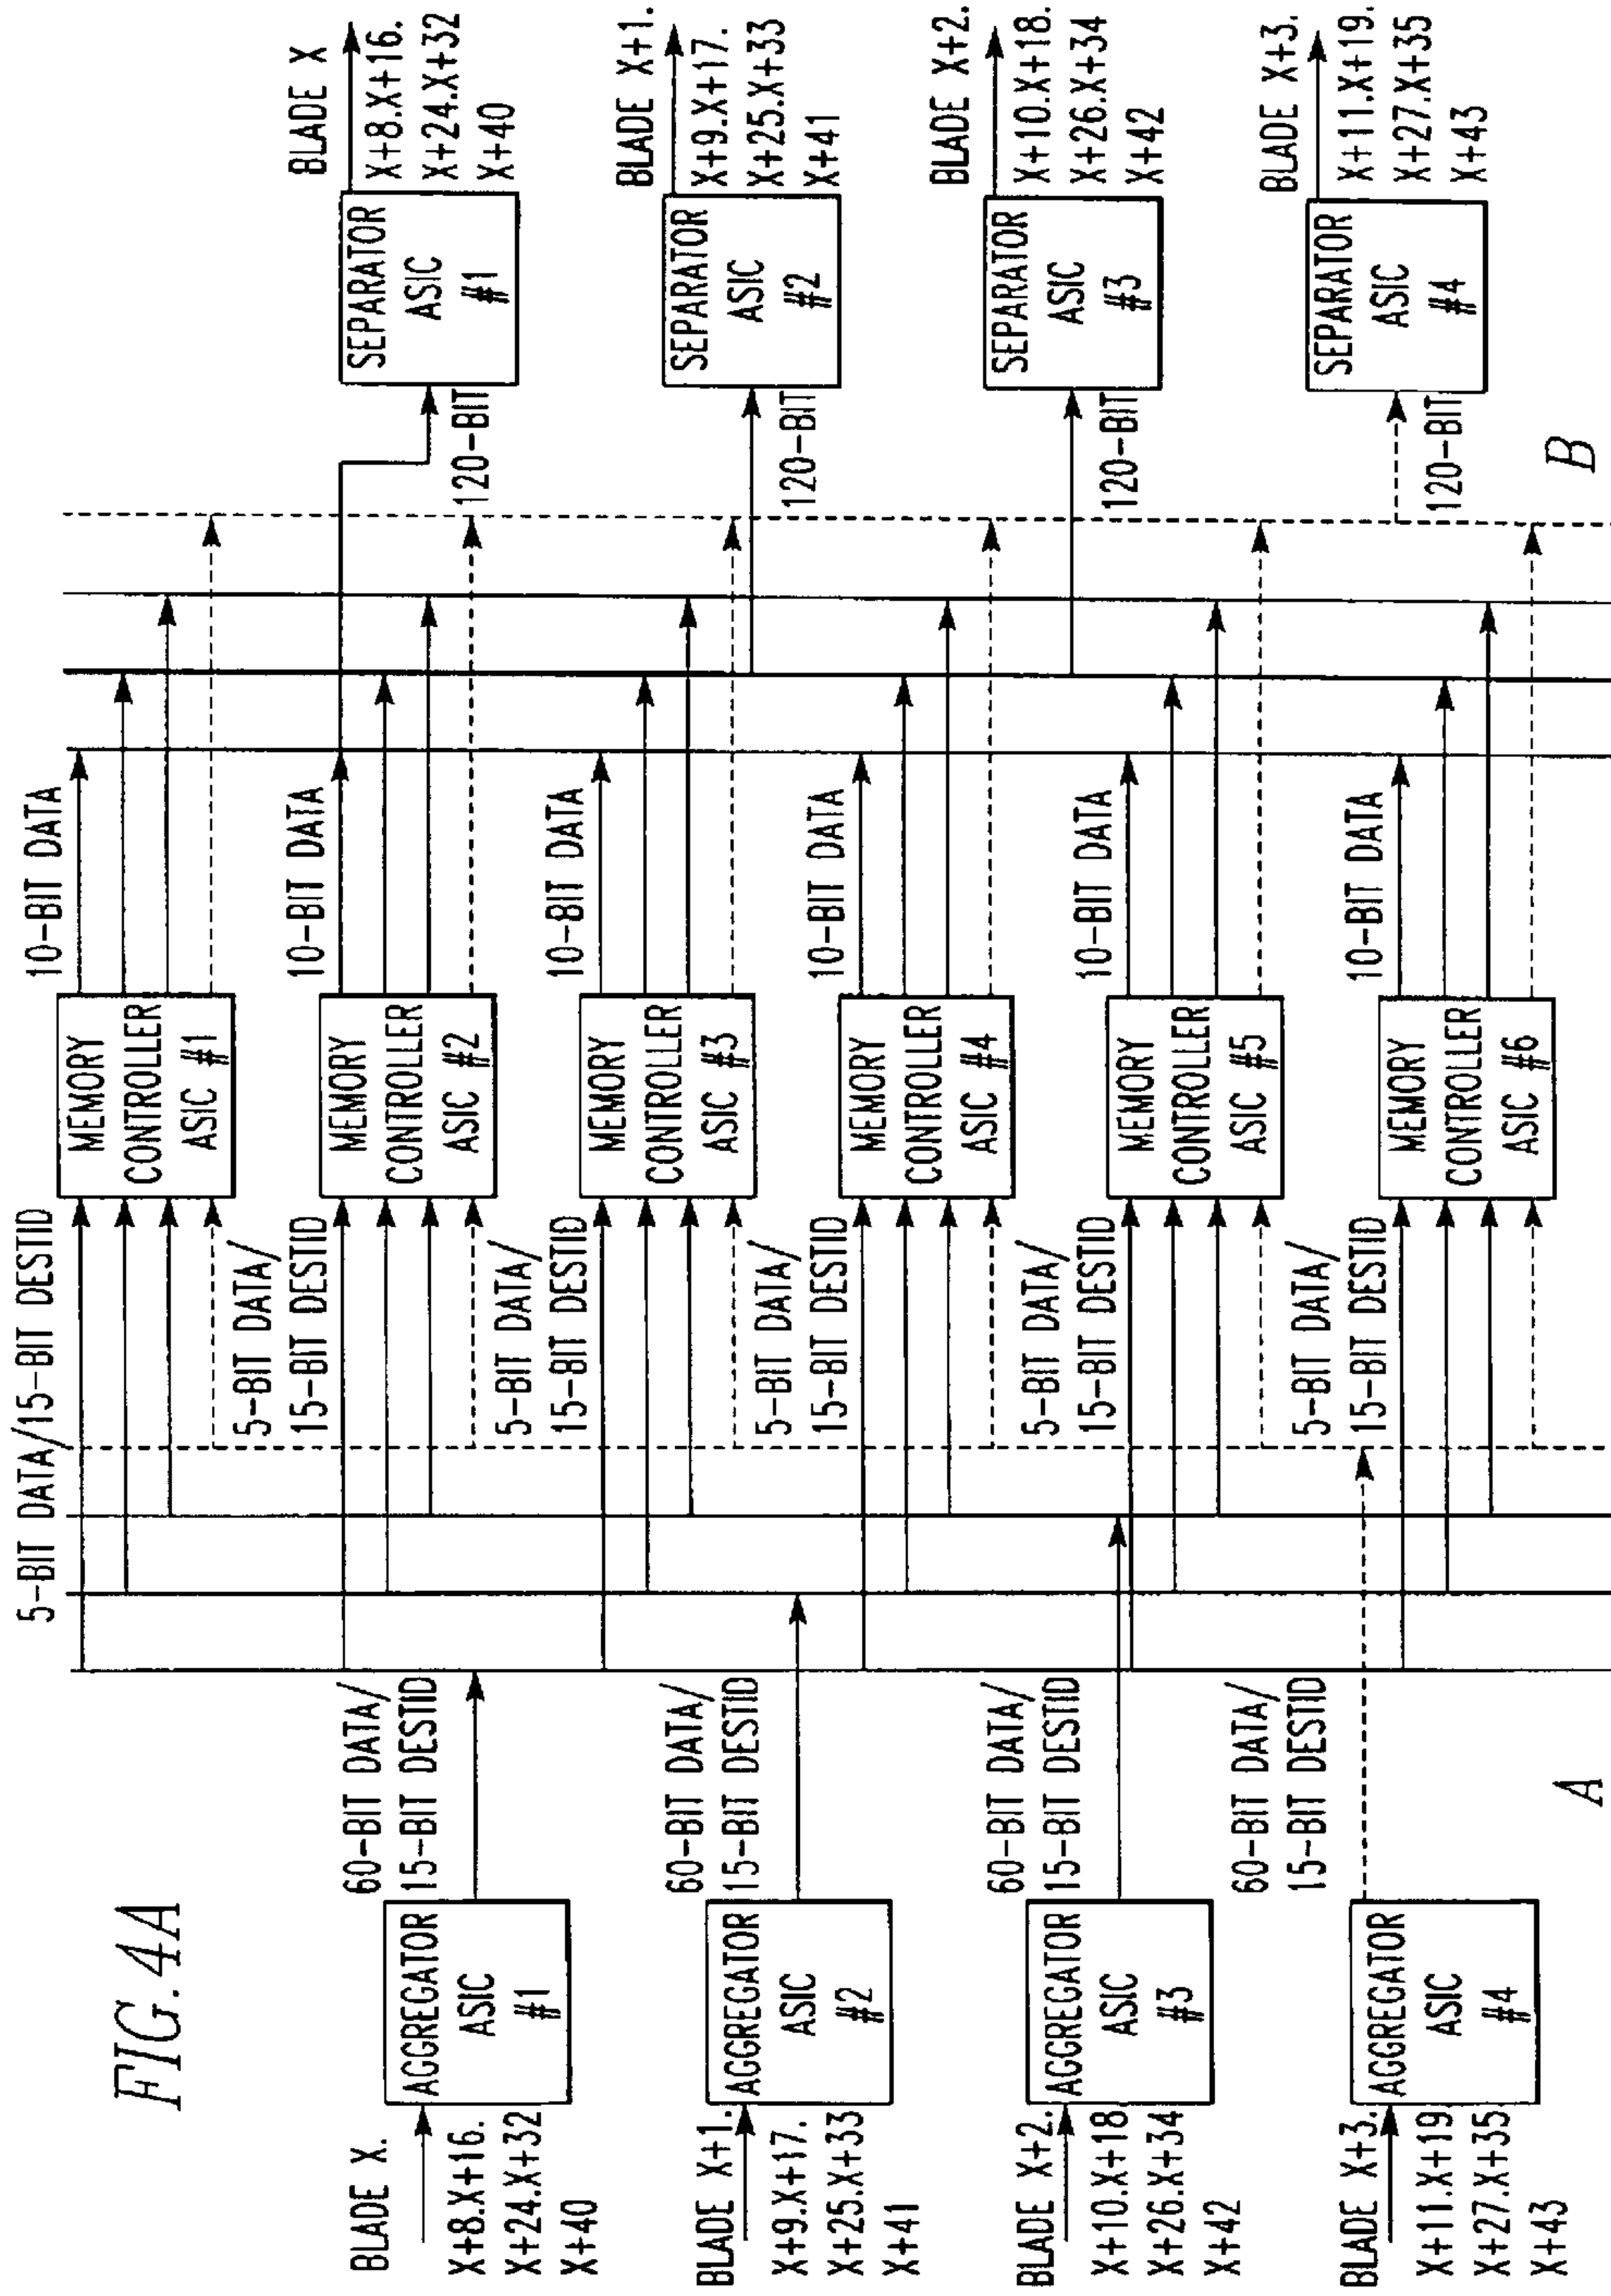 FIG. 4A
BLADE X.
X+8.X+16.
X+24.X+32
X+40
AGGREGATOR
ASIC
#1
60-BIT DATA/
15-BIT DESTID
BLADE X+1.
X+9.X+17.
X+25.X+33
X+41
AGGREGATOR
ASIC
#2
60-BIT DATA/
15-BIT DESTID
BLADE X+2.
X+10.X+18
X+26.X+34
X+42
AGGREGATOR
ASIC
#3
60-BIT DATA/
15-BIT DESTID
BLADE X+3.
X+11.X+19
X+27.X+35
X+43
AGGREGATOR
ASIC
#4
60-BIT DATA/
15-BIT DESTID
A
5-BIT DATA/15-BIT DESTID
MEMORY
CONTROLLER
ASIC #1
10-BIT DATA
5-BIT DATA/
15-BIT DESTID
MEMORY
CONTROLLER
ASIC #2
10-BIT DATA
5-BIT DATA/
15-BIT DESTID
MEMORY
CONTROLLER
ASIC #3
10-BIT DATA
5-BIT DATA/
15-BIT DESTID
MEMORY
CONTROLLER
ASIC #4
10-BIT DATA
5-BIT DATA/
15-BIT DESTID
MEMORY
CONTROLLER
ASIC #5
10-BIT DATA
5-BIT DATA/
15-BIT DESTID
MEMORY
CONTROLLER
ASIC #6
10-BIT DATA
BLADE X
X+8.X+16.
X+24.X+32
X+40
SEPARATOR
ASIC
#1
120-BIT
BLADE X+1.
X+9.X+17.
X+25.X+33
X+41
SEPARATOR
ASIC
#2
120-BIT
BLADE X+2.
X+10.X+18.
X+26.X+34
X+42
SEPARATOR
ASIC
#3
120-BIT
BLADE X+3.
X+11.X+19.
X+27.X+35
X+43
SEPARATOR
ASIC
#4
120-BIT
B